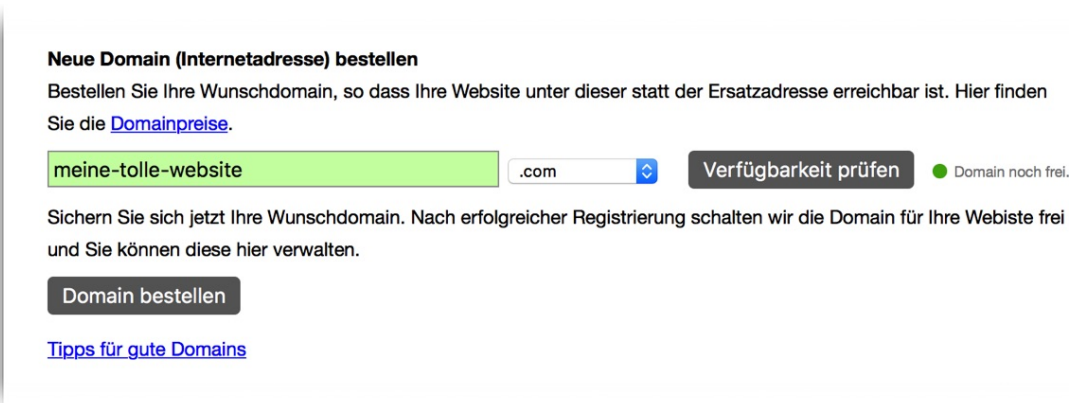 Neue Domain (Internetadresse) bestellen
Bestellen Sie Ihre Wunschdomain, so dass Ihre Website unter dieser statt der Ersatzadresse erreichbar ist. Hier finden
Sie die Domainpreise.
meine-tolle-website .com Verfügbarkeit prüfen Domain noch frei.
Sichern Sie sich jetzt Ihre Wunschdomain. Nach erfolgreicher Registrierung schalten wir die Domain für Ihre Webiste frei
und Sie können diese hier verwalten.
Domain bestellen
Tipps für gute Domains